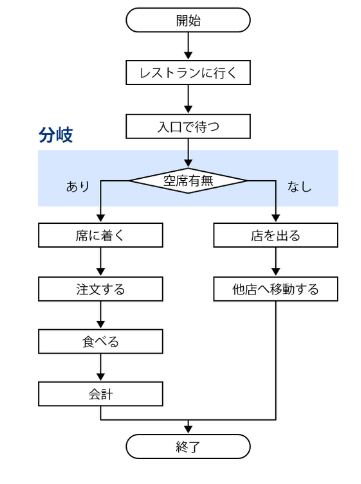 開始
レストランに行く
入口で待つ
分岐
空席有無
あり
なし
席に着く
店を出る
注文する
他店へ移動する
食べる
会計
終了